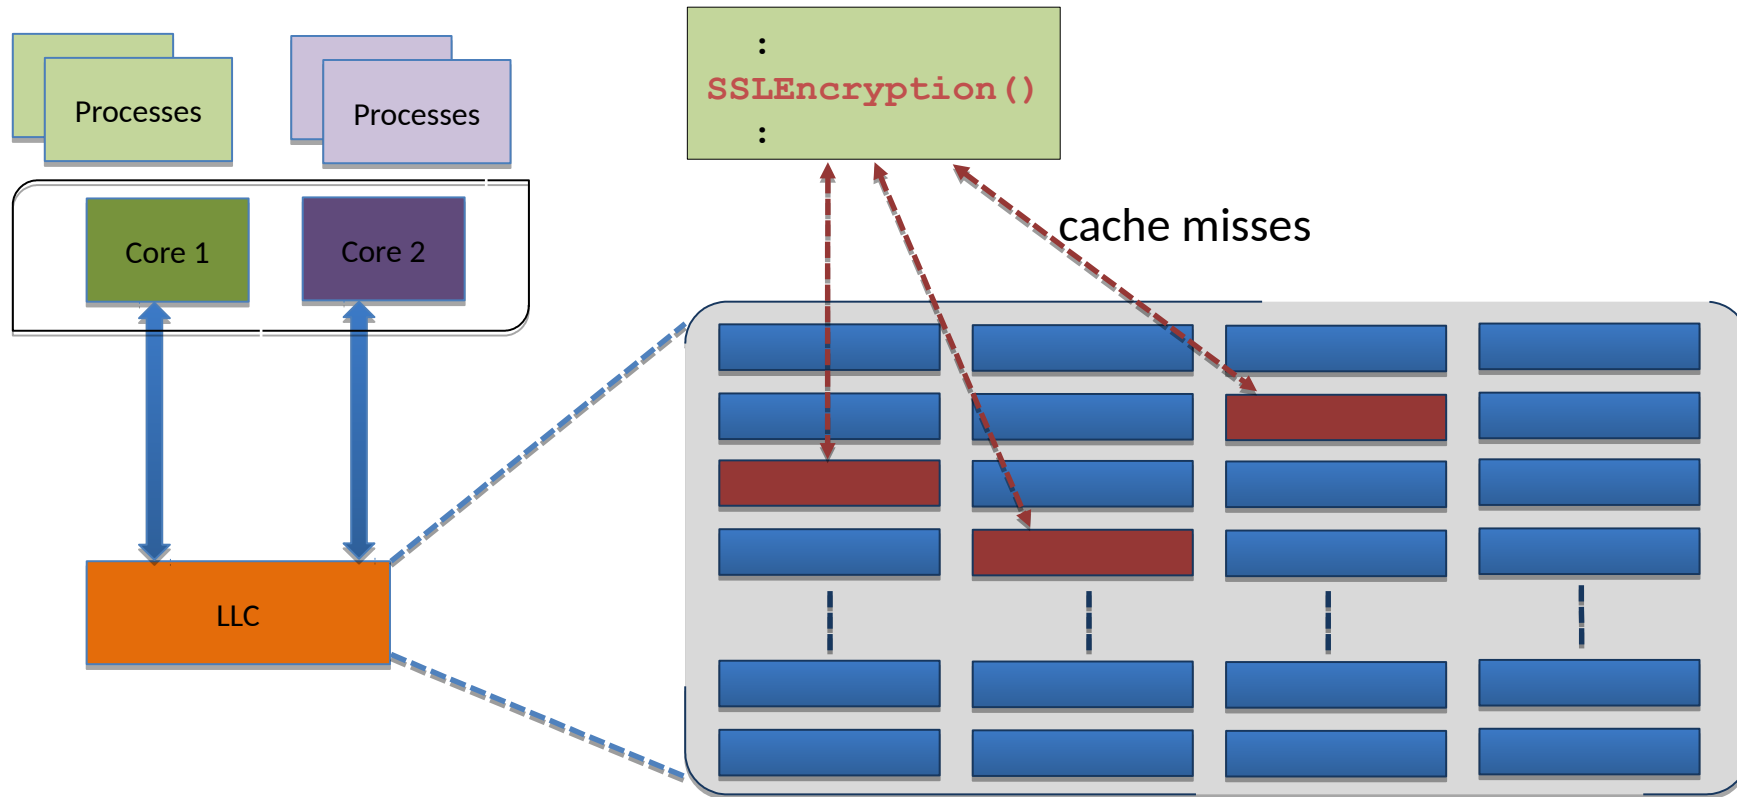 Processes
Processes
Core 1
Core 2
LLC
:
SSLEncryption()
:
cache misses